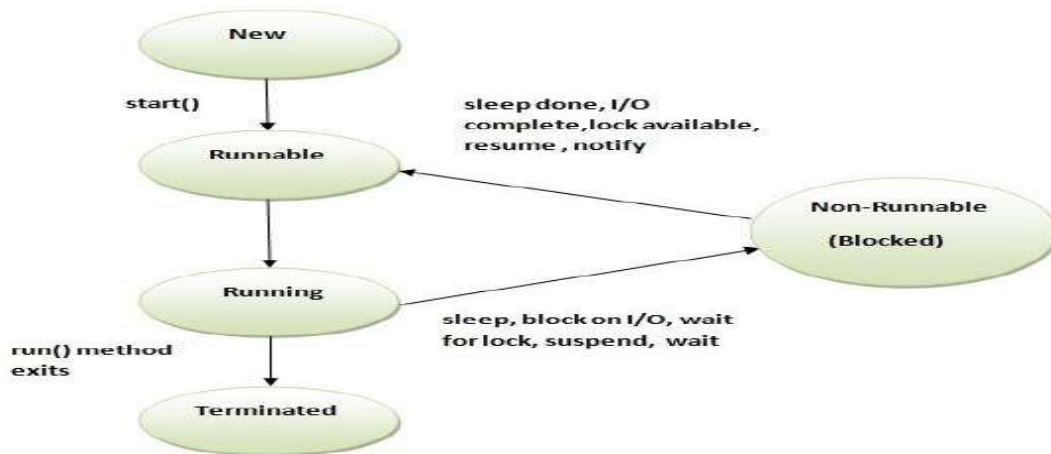 New
start()
sleep done, I/O
complete,lock available,
resume , notify
Runnable
Non-Runnable
(Blocked)
Running
sleep, block on I/O, wait
for lock, suspend, wait
run() method
exits
Terminated